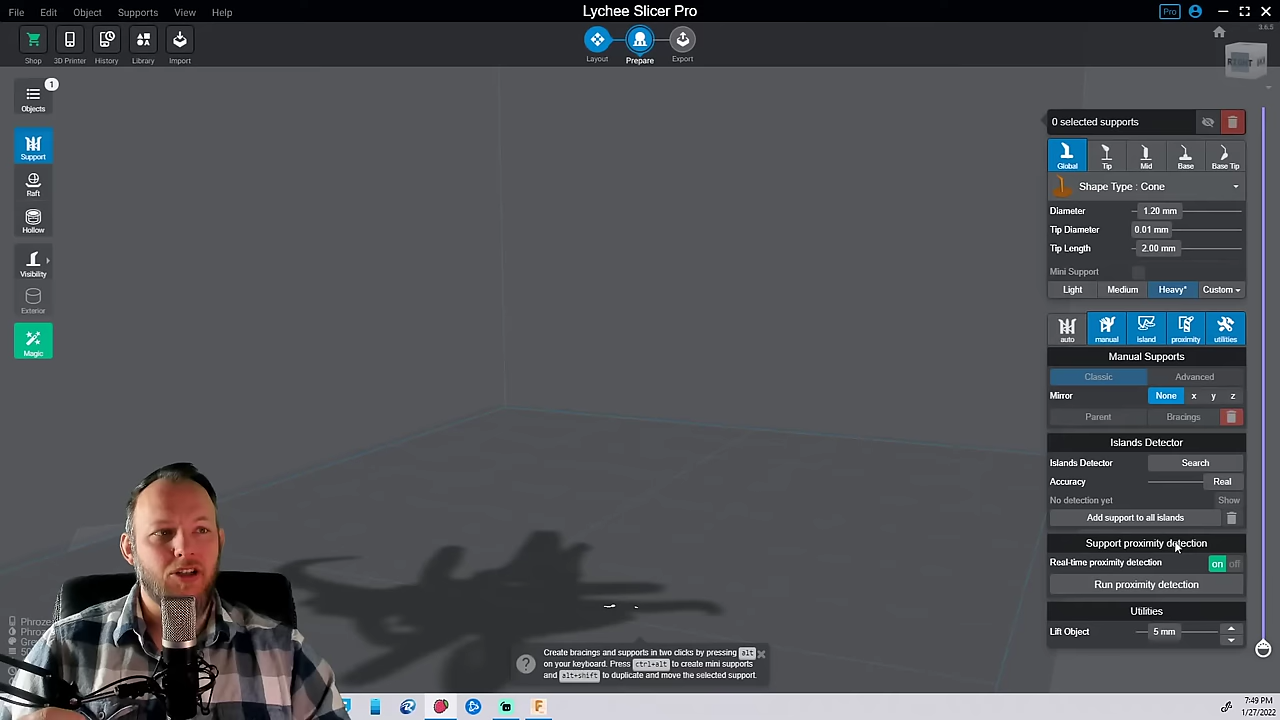 File Edit Object Supports View Help
Lychee Slicer Pro
Pro
Shop 3D Printer History Library Import
Layout Prepare Export
3.6.5
RIGHT
1
Objects
Support
Raft
Hollow
Visibility
Exterior
Magic
0 selected supports
Global Tip Mid Base Base Tip
Shape Type : Cone
Diameter 1.20 mm
Tip Diameter 0.01 mm
Tip Length 2.00 mm
Mini Support
Light Medium Heavy* Custom
auto manual island proximity utilities
Manual Supports
Classic Advanced
Mirror None x y z
Parent Bracings
Islands Detector
Islands Detector Search
Accuracy Real
No detection yet Show
Add support to all islands
Support proximity detection
Real-time proximity detection on off
Run proximity detection
Utilities
Lift Object 5 mm
Create bracings and supports in two clicks by pressing alt
on your keyboard. Press ctrl+alt to create mini supports
and alt+shift to duplicate and move the selected support.
7:49 PM
1/27/2022